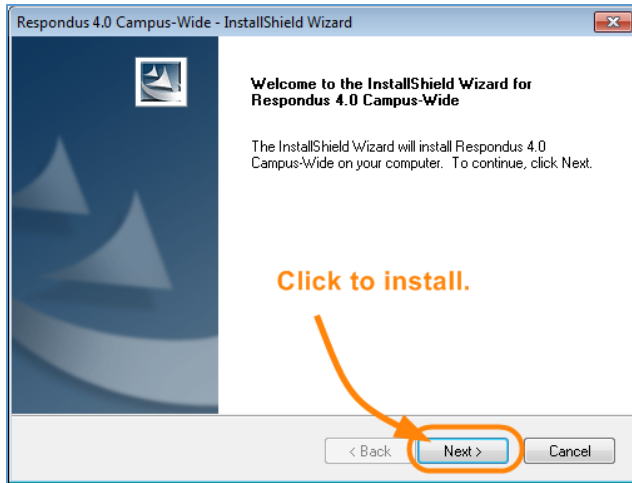 Respondus 4.0 Campus-Wide - InstallShield Wizard
Welcome to the InstallShield Wizard for
Respondus 4.0 Campus-Wide
The InstallShield Wizard will install Respondus 4.0
Campus-Wide on your computer. To continue, click Next.
Click to install.
< Back Next > Cancel